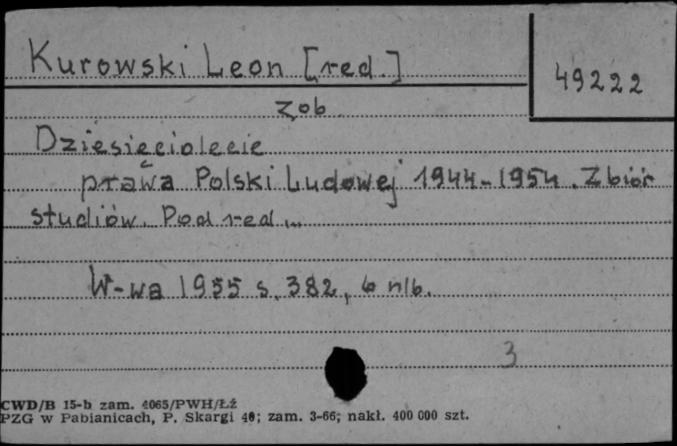 Kurowski Leon [red.]
49222
zob.
Dziesięciolecie
prawa Polski Ludowej 1944-1954. Zbiór
studiów. Pod red...
W-wa 1955 s. 382, 6 nlb.
3
CWD/B 15-b zam. 4065/PWH/Łż
PZG w Pabianicach, P. Skargi 40; zam. 3-66; nakł. 400 000 szt.